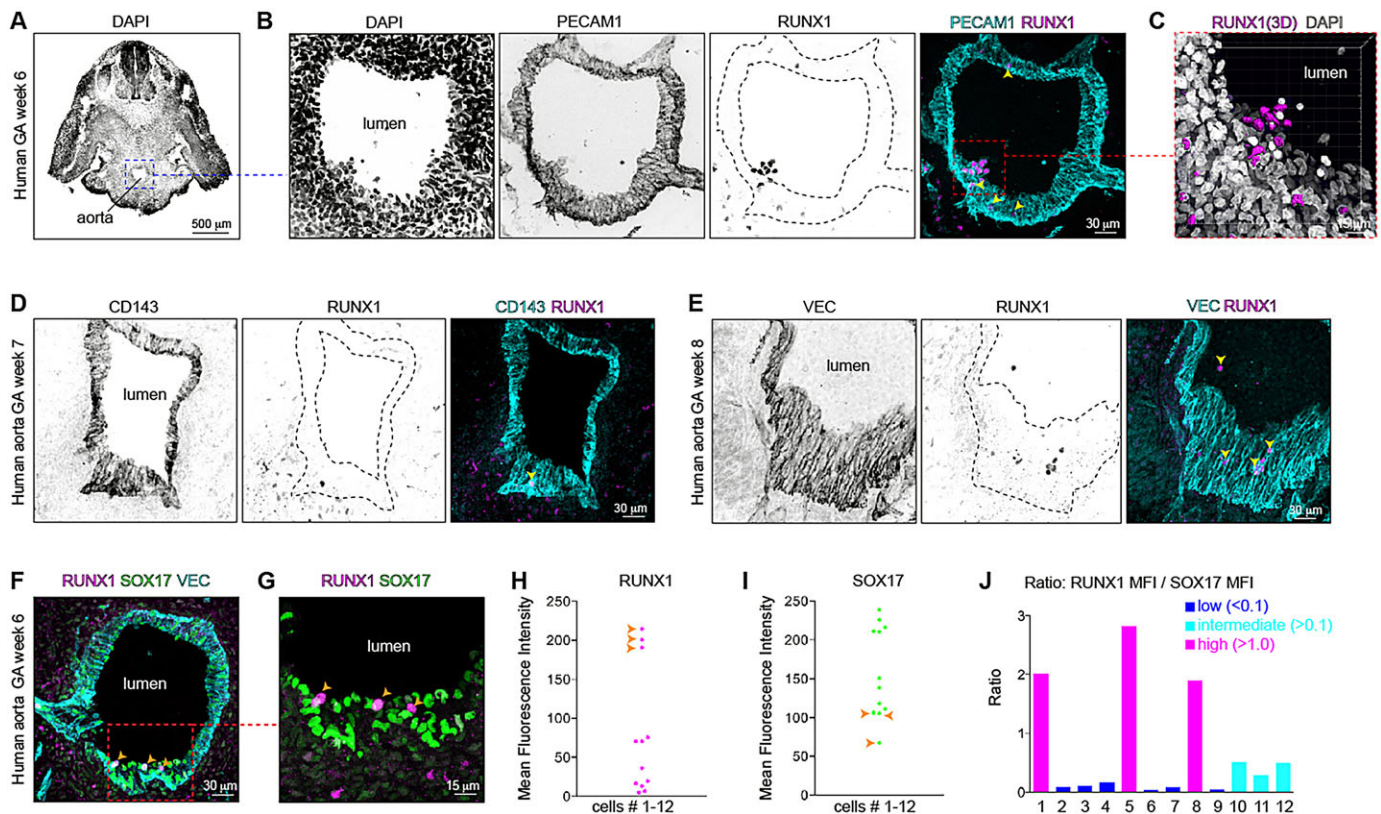 A
DAPI
Human GA week 6
aorta
500 μm
B
DAPI
PECAM1
RUNX1
PECAM1 RUNX1
lumen
30 μm
C
RUNX1(3D) DAPI
lumen
15 μm
D
CD143
RUNX1
CD143 RUNX1
Human aorta GA week 7
lumen
30 μm
E
VEC
RUNX1
VEC RUNX1
Human aorta GA week 8
lumen
30 μm
F
RUNX1 SOX17 VEC
Human aorta GA week 6
lumen
30 μm
G
RUNX1 SOX17
lumen
15 μm
H
RUNX1
Mean Fluorescence Intensity
250
200
150
100
50
0
cells # 1-12
I
SOX17
Mean Fluorescence Intensity
250
200
150
100
50
0
cells # 1-12
J
Ratio: RUNX1 MFI / SOX17 MFI
low (<0.1)
intermediate (>0.1)
high (>1.0)
Ratio
3
2
1
0
1 2 3 4 5 6 7 8 9 10 11 12